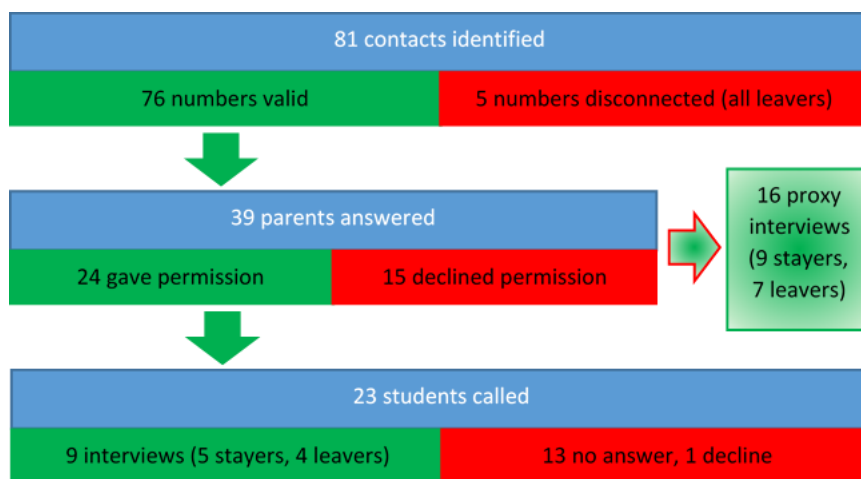 81 contacts identified
76 numbers valid
5 numbers disconnected (all leavers)
39 parents answered
24 gave permission
15 declined permission
16 proxy
interviews
(9 stayers,
7 leavers)
23 students called
9 interviews (5 stayers, 4 leavers)
13 no answer, 1 decline